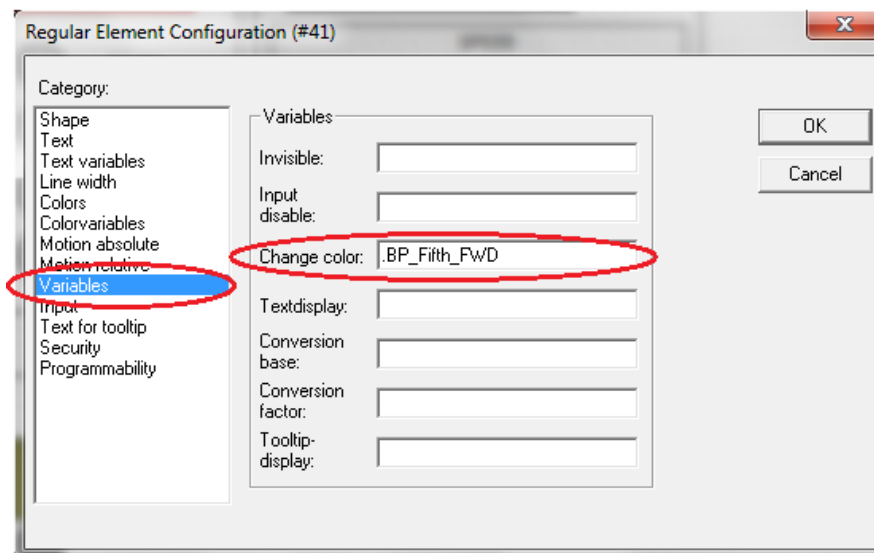 Regular Element Configuration (#41)
Category:
Shape
Text
Text variables
Line width
Colors
Colorvariables
Motion absolute
Motion relative
Variables
Input
Text for tooltip
Security
Programmability
Variables
Invisible:
Input
disable:
Change color: .BP_Fifth_FWD
Textdisplay:
Conversion
base:
Conversion
factor:
Tooltip-
display:
OK
Cancel